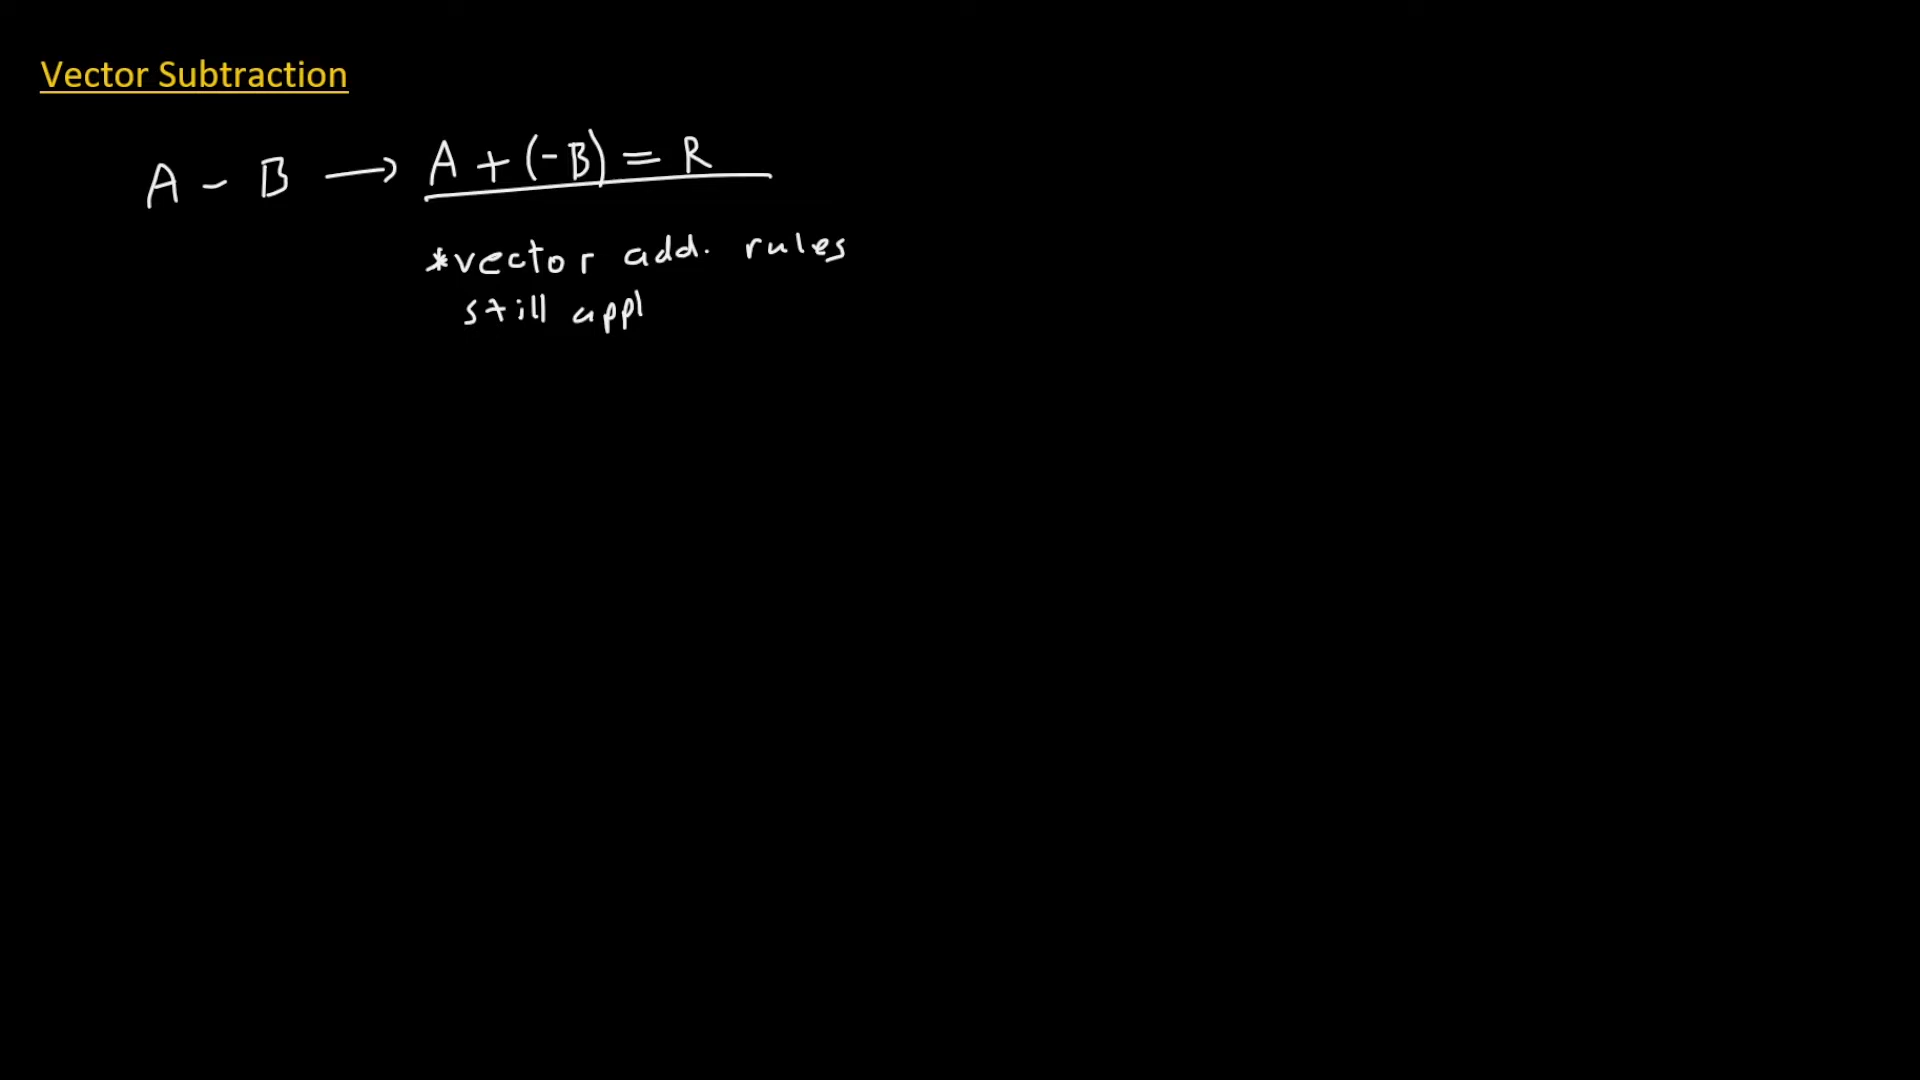 Vector Subtraction
A - B → A + (-B) = R
*vector add. rules
still appl